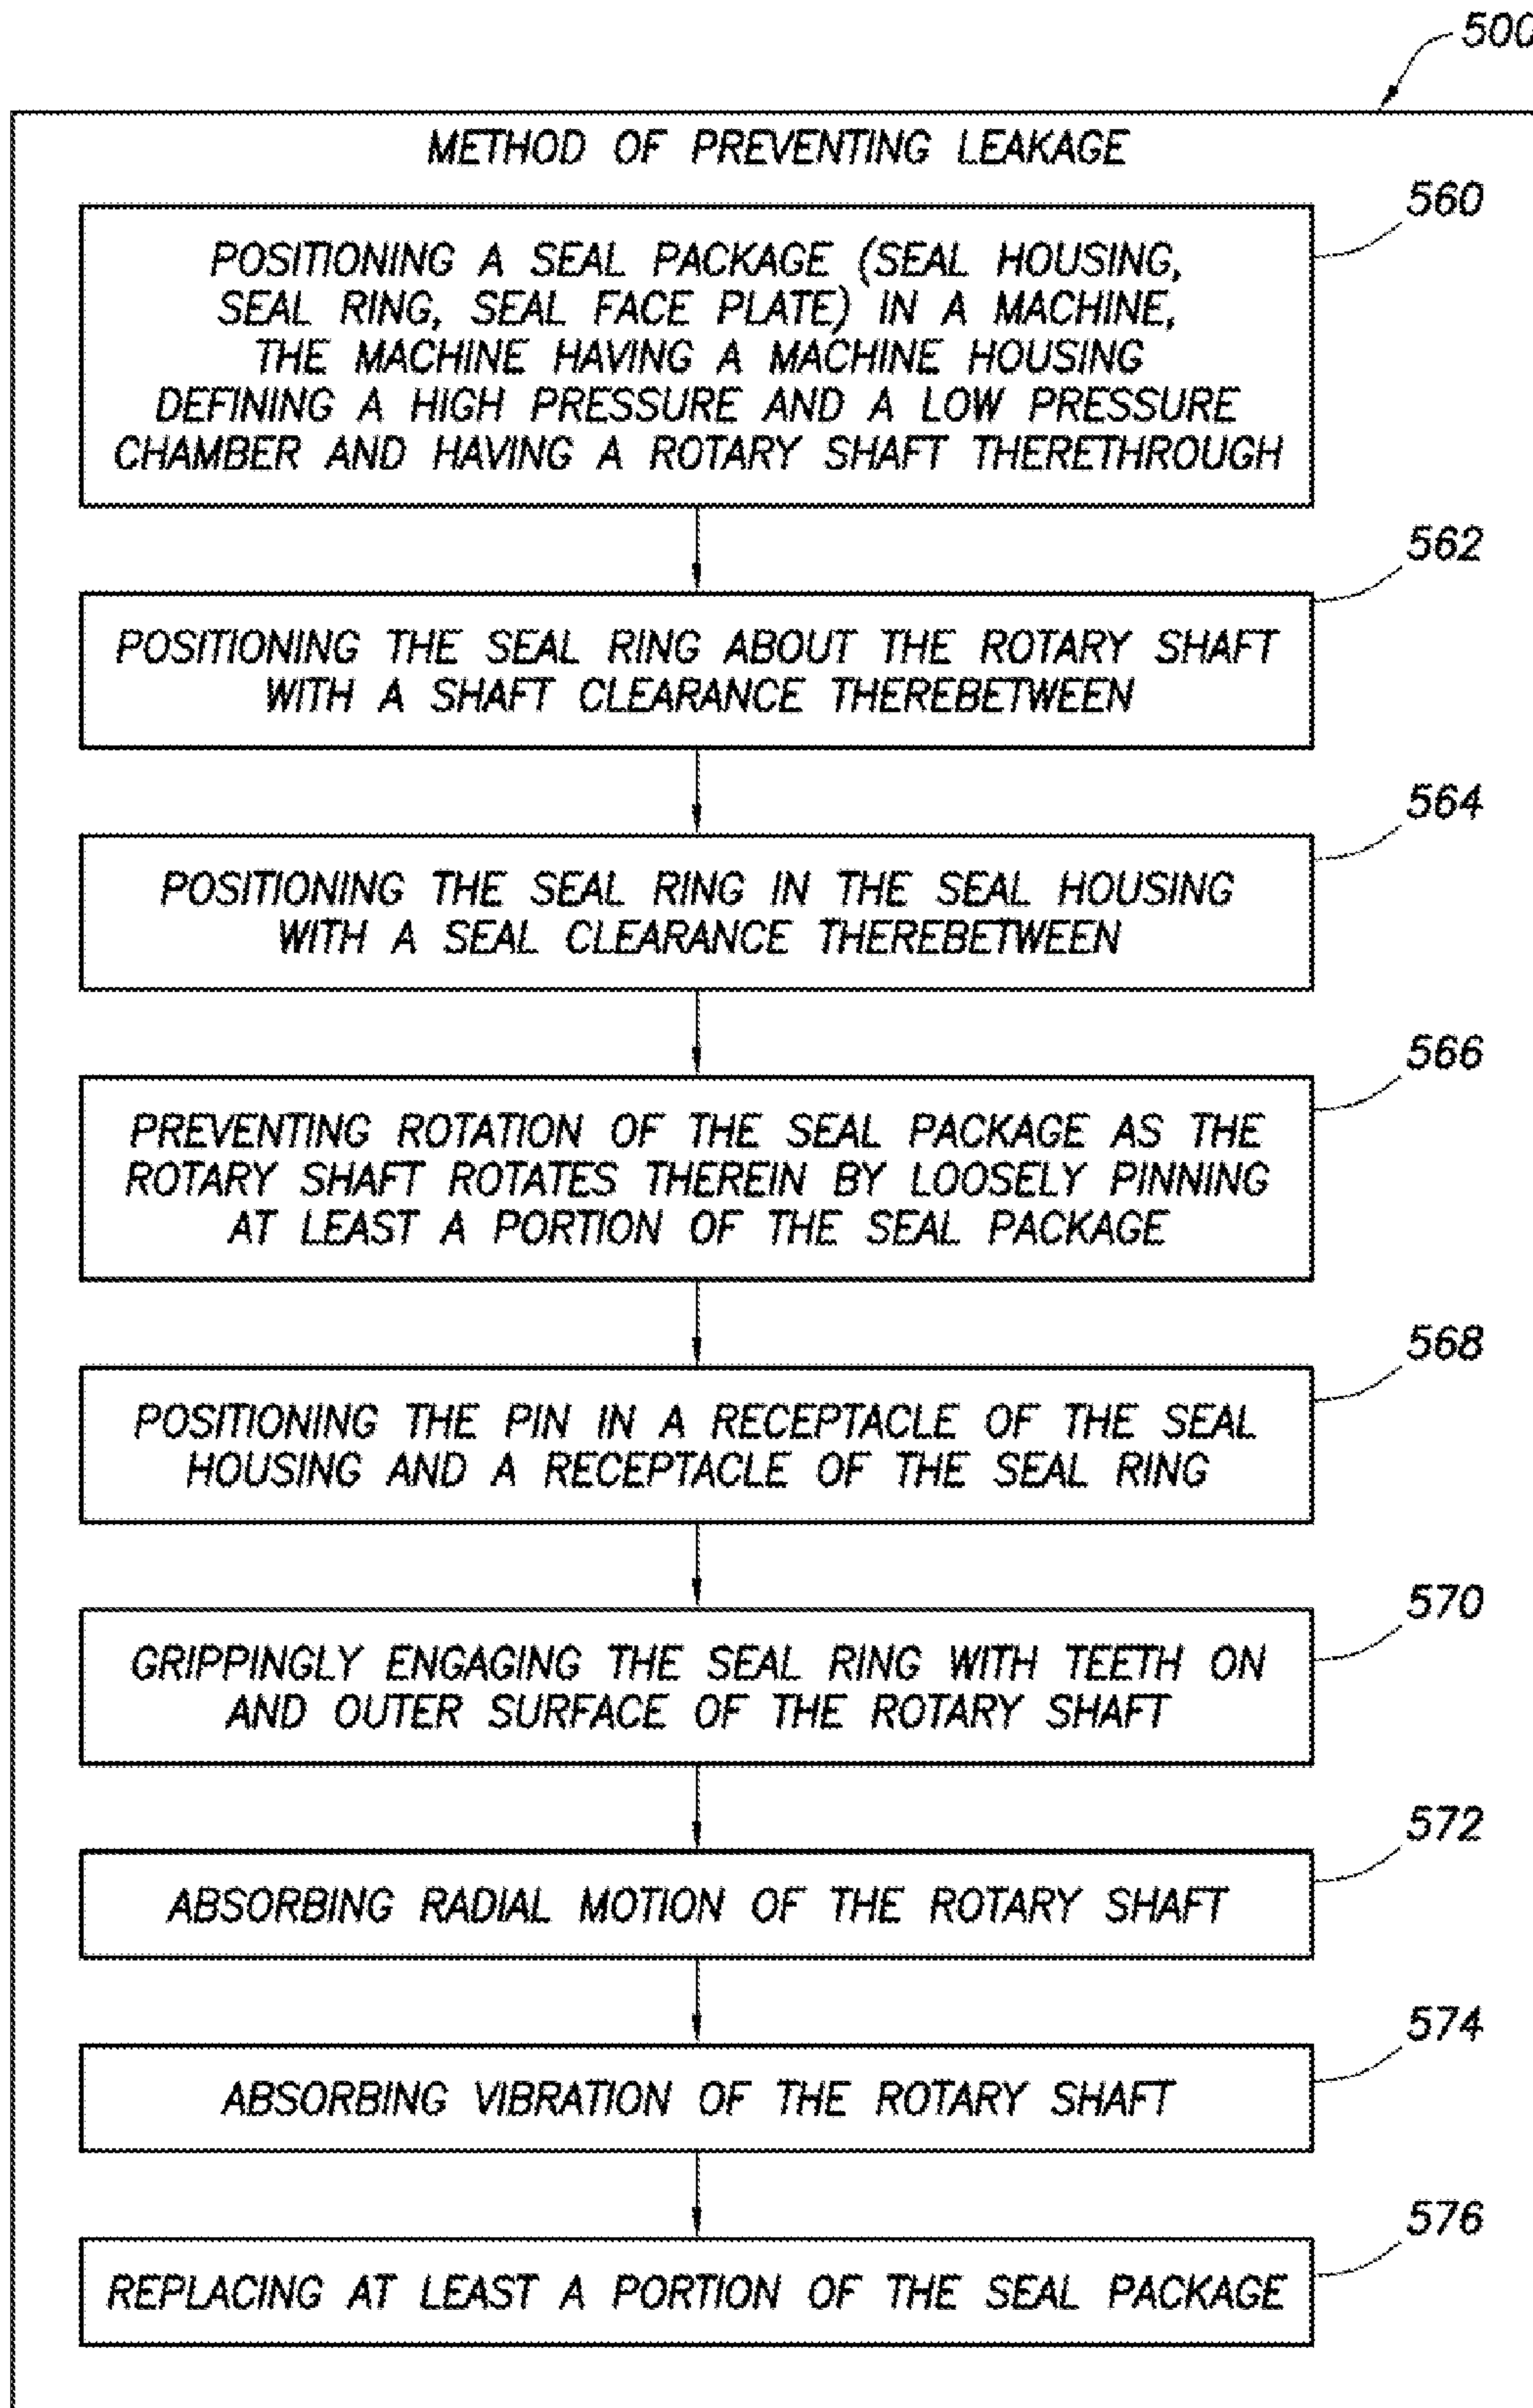 500
METHOD OF PREVENTING LEAKAGE
560
POSITIONING A SEAL PACKAGE (SEAL HOUSING,
SEAL RING, SEAL FACE PLATE) IN A MACHINE,
THE MACHINE HAVING A MACHINE HOUSING
DEFINING A HIGH PRESSURE AND A LOW PRESSURE
CHAMBER AND HAVING A ROTARY SHAFT THERETHROUGH
562
POSITIONING THE SEAL RING ABOUT THE ROTARY SHAFT
WITH A SHAFT CLEARANCE THEREBETWEEN
564
POSITIONING THE SEAL RING IN THE SEAL HOUSING
WITH A SEAL CLEARANCE THEREBETWEEN
566
PREVENTING ROTATION OF THE SEAL PACKAGE AS THE
ROTARY SHAFT ROTATES THEREIN BY LOOSELY PINNING
AT LEAST A PORTION OF THE SEAL PACKAGE
568
POSITIONING THE PIN IN A RECEPTACLE OF THE SEAL
HOUSING AND A RECEPTACLE OF THE SEAL RING
570
GRIPPINGLY ENGAGING THE SEAL RING WITH TEETH ON
AND OUTER SURFACE OF THE ROTARY SHAFT
572
ABSORBING RADIAL MOTION OF THE ROTARY SHAFT
574
ABSORBING VIBRATION OF THE ROTARY SHAFT
576
REPLACING AT LEAST A PORTION OF THE SEAL PACKAGE